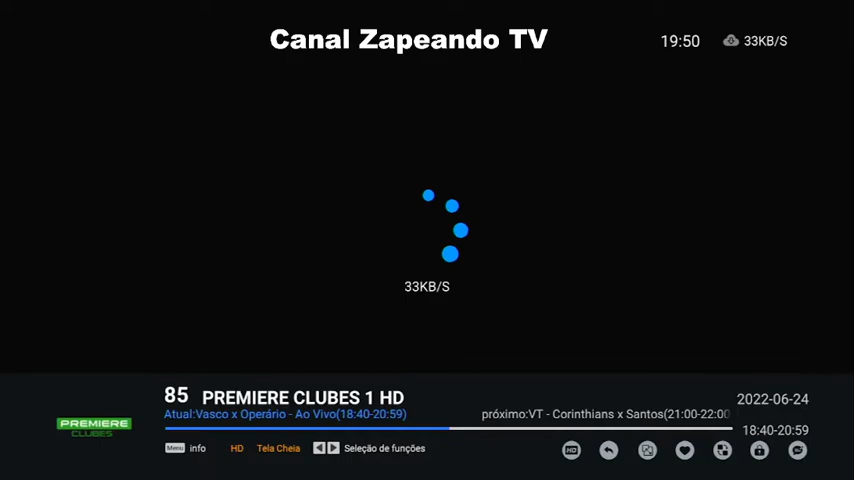 Canal Zapeando TV
19:50
33KB/S
33KB/S
85 PREMIERE CLUBES 1 HD
2022-06-24
Atual:Vasco x Operário - Ao Vivo(18:40-20:59)
próximo:VT - Corinthians x Santos(21:00-22:00
PREMIERE
CLUBES
18:40-20:59
Menu info HD Tela Cheia Seleção de funções
HD